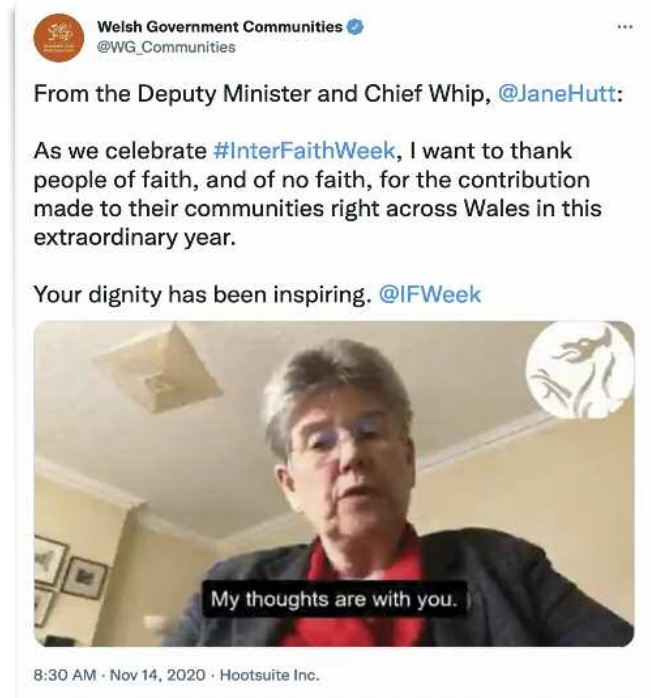 Welsh Government Communities
@WG_Communities
From the Deputy Minister and Chief Whip, @JaneHutt:
As we celebrate #InterFaithWeek, I want to thank
people of faith, and of no faith, for the contribution
made to their communities right across Wales in this
extraordinary year.
Your dignity has been inspiring. @IFWeek
My thoughts are with you.
8:30 AM · Nov 14, 2020 · Hootsuite Inc.